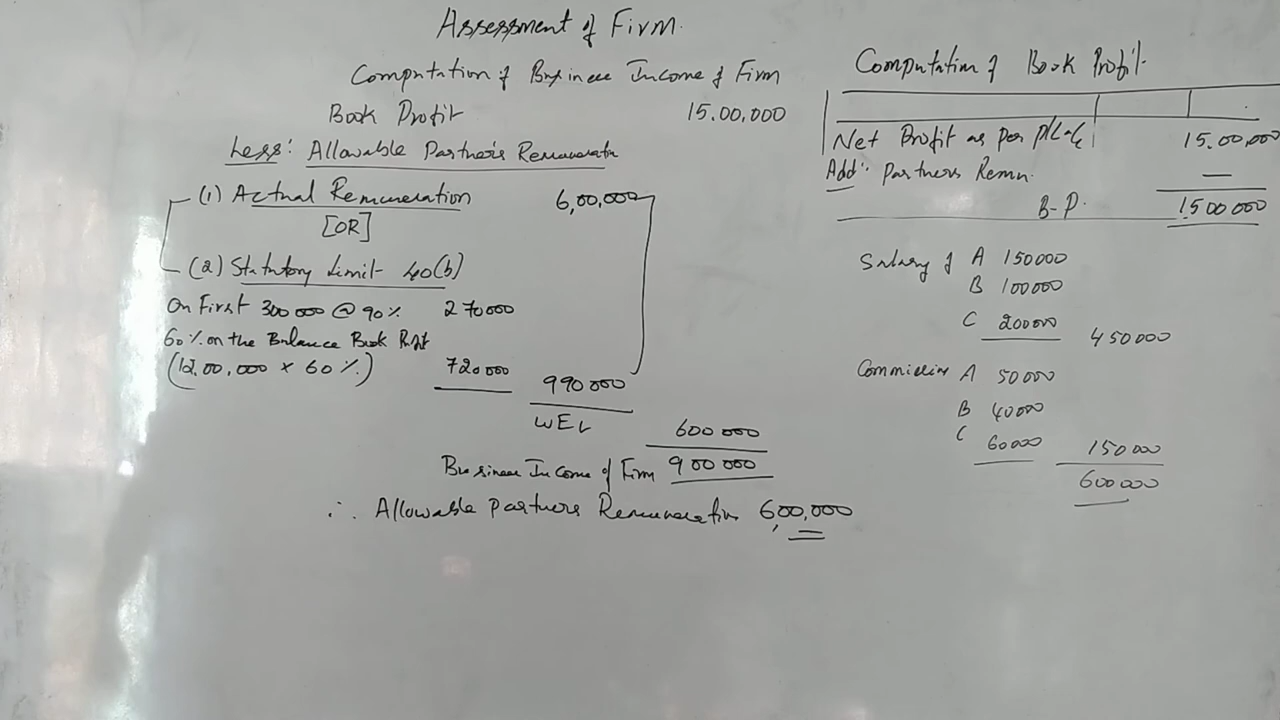 Assessment of Firm.
Computation of Business Income of Firm
Book Profit 15,00,000
Less: Allowable Partners Remuneratn
(1) Actual Remuneration 6,00,000
[OR]
(2) Statutory Limit 40(b)
On First 300000 @ 90% 270000
60% on the Balance Book Profit
(12,00,000 x 60%) 720000 990000
WEL 600000
Business Income of Firm 900000
∴ Allowable Partners Remuneration 600,000
Computation of Book Profit.
Net Profit as per P/L a/c 15,00,000
Add: Partners Remn. —
B-P. 1500000
Salary of A 150000
B 100000
C 200000 450000
Commission A 50000
B 40000
C 60000 150000
600000